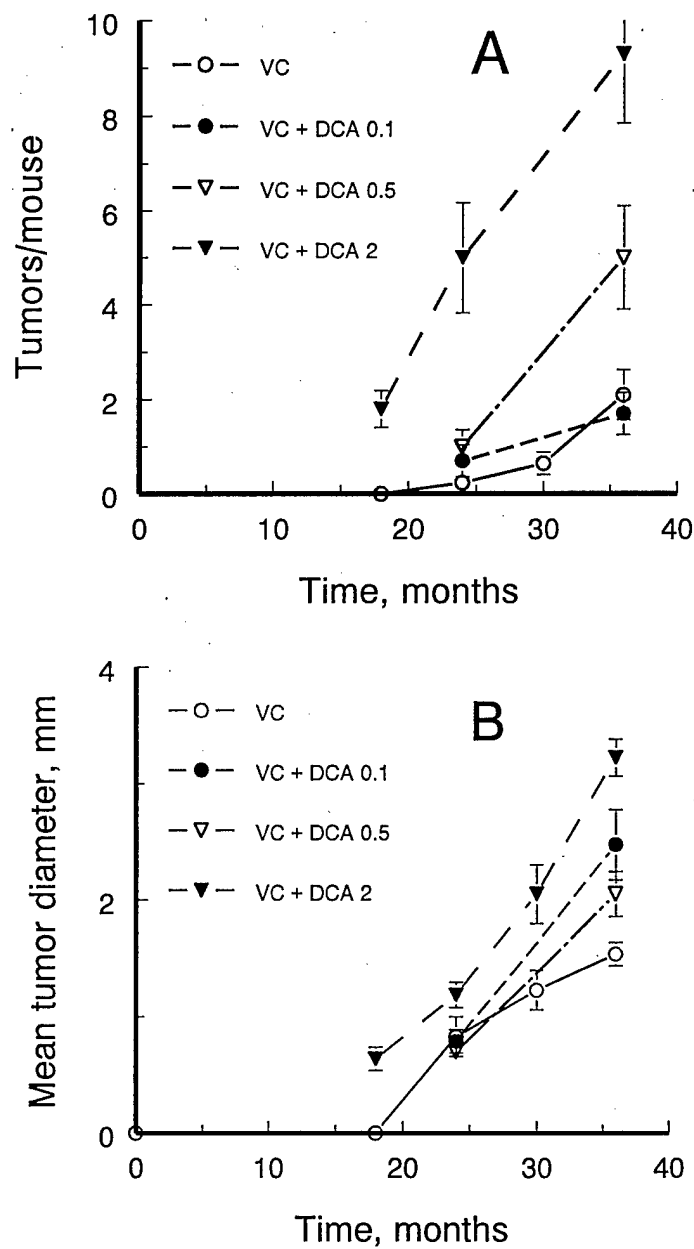 10
8
6
4
2
0
Tumors/mouse
A
VC
VC + DCA 0.1
VC + DCA 0.5
VC + DCA 2
0 10 20 30 40
Time, months
4
2
0
Mean tumor diameter, mm
B
VC
VC + DCA 0.1
VC + DCA 0.5
VC + DCA 2
0 10 20 30 40
Time, months